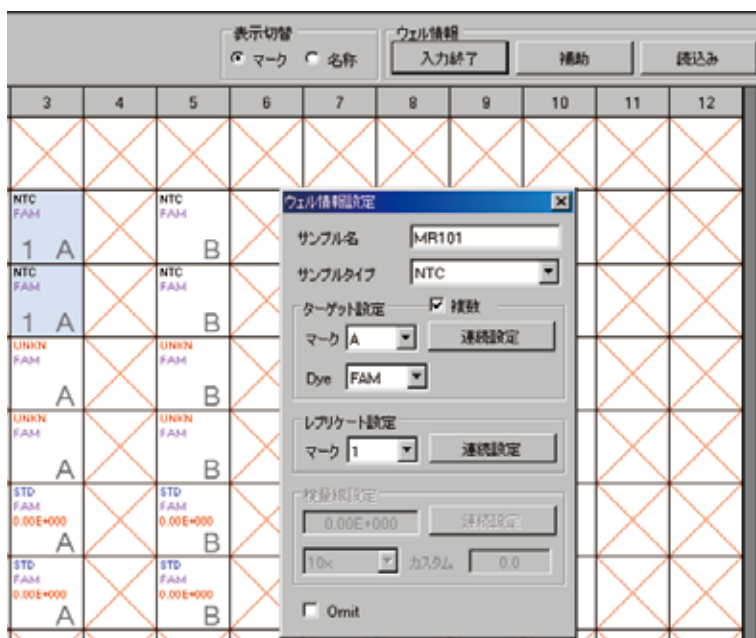 表示切替
マーク 名称
ウェル情報
入力終了 補助 読込み
3 4 5 6 7 8 9 10 11 12
NTC
FAM
1 A
NTC
FAM
B
NTC
FAM
1 A
NTC
FAM
B
UNKN
FAM
A
UNKN
FAM
B
UNKN
FAM
A
UNKN
FAM
B
STD
FAM
0.00E+000
A
STD
FAM
0.00E+000
B
STD
FAM
0.00E+000
A
STD
FAM
0.00E+000
B
ウェル情報設定
サンプル名 MR101
サンプルタイプ NTC
ターゲット設定 複数
マーク A 連続設定
Dye FAM
レプリケート設定
マーク 1 連続設定
検量線設定
0.00E+000 連続設定
10x カスタム 0.0
Omit